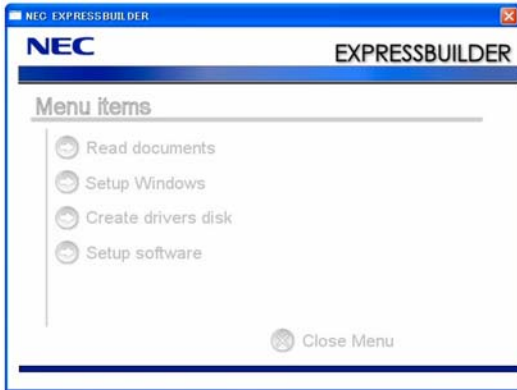 NEC EXPRESSBUILDER
NEC
EXPRESSBUILDER
Menu items
Read documents
Setup Windows
Create drivers disk
Setup software
Close Menu